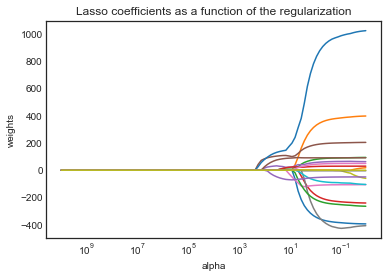 Lasso coefficients as a function of the regularization
1000
800
600
400
200
0
−200
−400
weights
10^9 10^7 10^5 10^3 10^1 10^−1
alpha